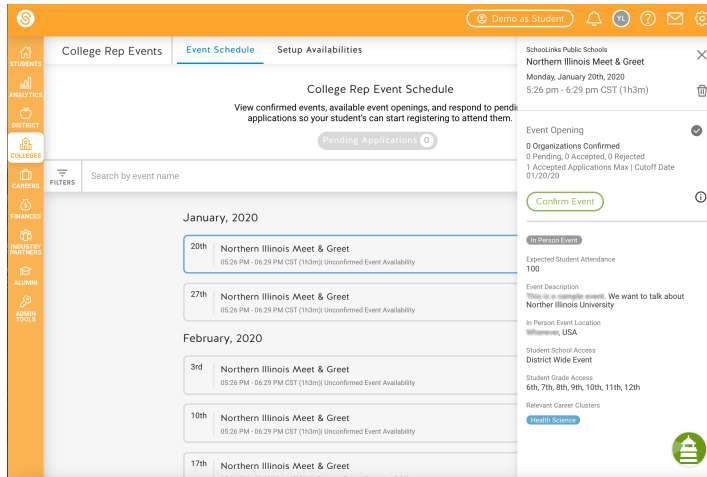 Demo as Student
YL
STUDENTS
ANALYTICS
DISTRICT
COLLEGES
CAREERS
FINANCES
INDUSTRY
PARTNERS
ALUMNI
ADMIN
TOOLS
College Rep Events
Event Schedule
Setup Availabilities
College Rep Event Schedule
View confirmed events, available event openings, and respond to pendi
applications so your student's can start registering to attend them.
Pending Applications 0
FILTERS
Search by event name
January, 2020
20th
Northern Illinois Meet & Greet
05:26 PM - 06:29 PM CST (1h3m)| Unconfirmed Event Availability
27th
Northern Illinois Meet & Greet
05:26 PM - 06:29 PM CST (1h3m)| Unconfirmed Event Availability
February, 2020
3rd
Northern Illinois Meet & Greet
05:26 PM - 06:29 PM CST (1h3m)| Unconfirmed Event Availability
10th
Northern Illinois Meet & Greet
05:26 PM - 06:29 PM CST (1h3m)| Unconfirmed Event Availability
17th
Northern Illinois Meet & Greet
SchooLinks Public Schools
Northern Illinois Meet & Greet
Monday, January 20th, 2020
5:26 pm - 6:29 pm CST (1h3m)
Event Opening
0 Organizations Confirmed
0 Pending, 0 Accepted, 0 Rejected
1 Accepted Applications Max | Cutoff Date
01/20/20
Confirm Event
In Person Event
Expected Student Attendance
100
Event Description
We want to talk about
Norther Illinois University
In Person Event Location
, USA
Student School Access
District Wide Event
Student Grade Access
6th, 7th, 8th, 9th, 10th, 11th, 12th
Relevant Career Clusters
Health Science